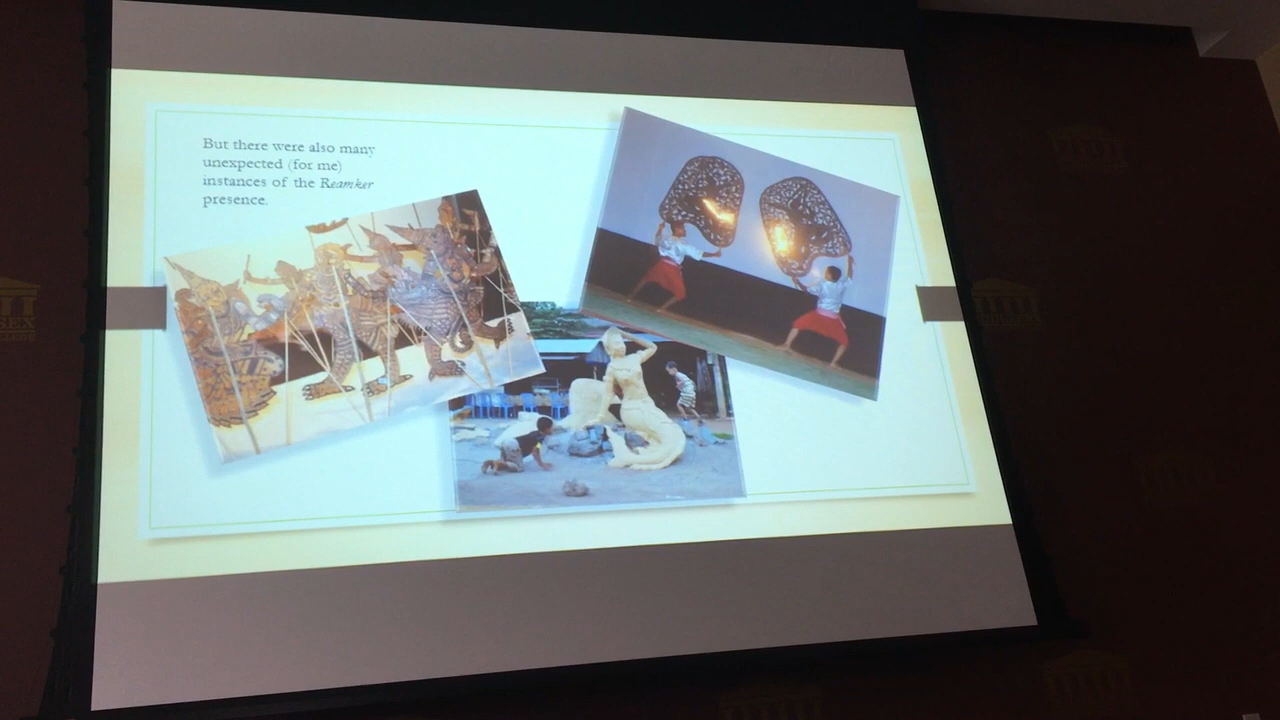 But there were also many
unexpected (for me)
instances of the Reamker
presence.